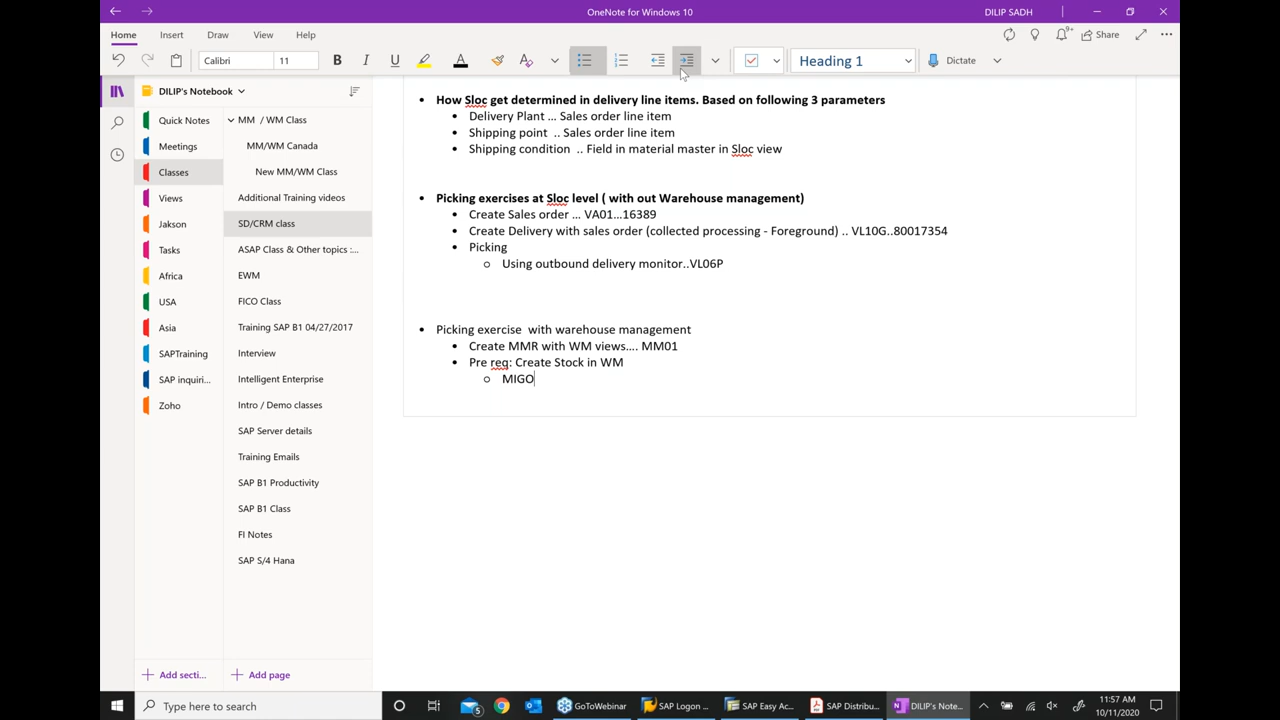 OneNote for Windows 10
DILIP SADH
Home Insert Draw View Help
9+ Share
Calibri 11 B I U A Heading 1 Dictate
DILIP's Notebook
Quick Notes
Meetings
Classes
Views
Jakson
Tasks
Africa
USA
Asia
SAPTraining
SAP inquiri...
Zoho
Add secti...
MM / WM Class
MM/WM Canada
New MM/WM Class
Additional Training videos
SD/CRM class
ASAP Class & Other topics :...
EWM
FICO Class
Training SAP B1 04/27/2017
Interview
Intelligent Enterprise
Intro / Demo classes
SAP Server details
Training Emails
SAP B1 Productivity
SAP B1 Class
FI Notes
SAP S/4 Hana
Add page
• How Sloc get determined in delivery line items. Based on following 3 parameters
• Delivery Plant ... Sales order line item
• Shipping point .. Sales order line item
• Shipping condition .. Field in material master in Sloc view
• Picking exercises at Sloc level ( with out Warehouse management)
• Create Sales order ... VA01...16389
• Create Delivery with sales order (collected processing - Foreground) .. VL10G..80017354
• Picking
o Using outbound delivery monitor..VL06P
• Picking exercise with warehouse management
• Create MMR with WM views.... MM01
• Pre req: Create Stock in WM
o MIGO
Type here to search
5
GoToWebinar
SAP Logon ...
SAP Easy Ac...
SAP Distribu...
DILIP's Note...
11:57 AM
10/11/2020